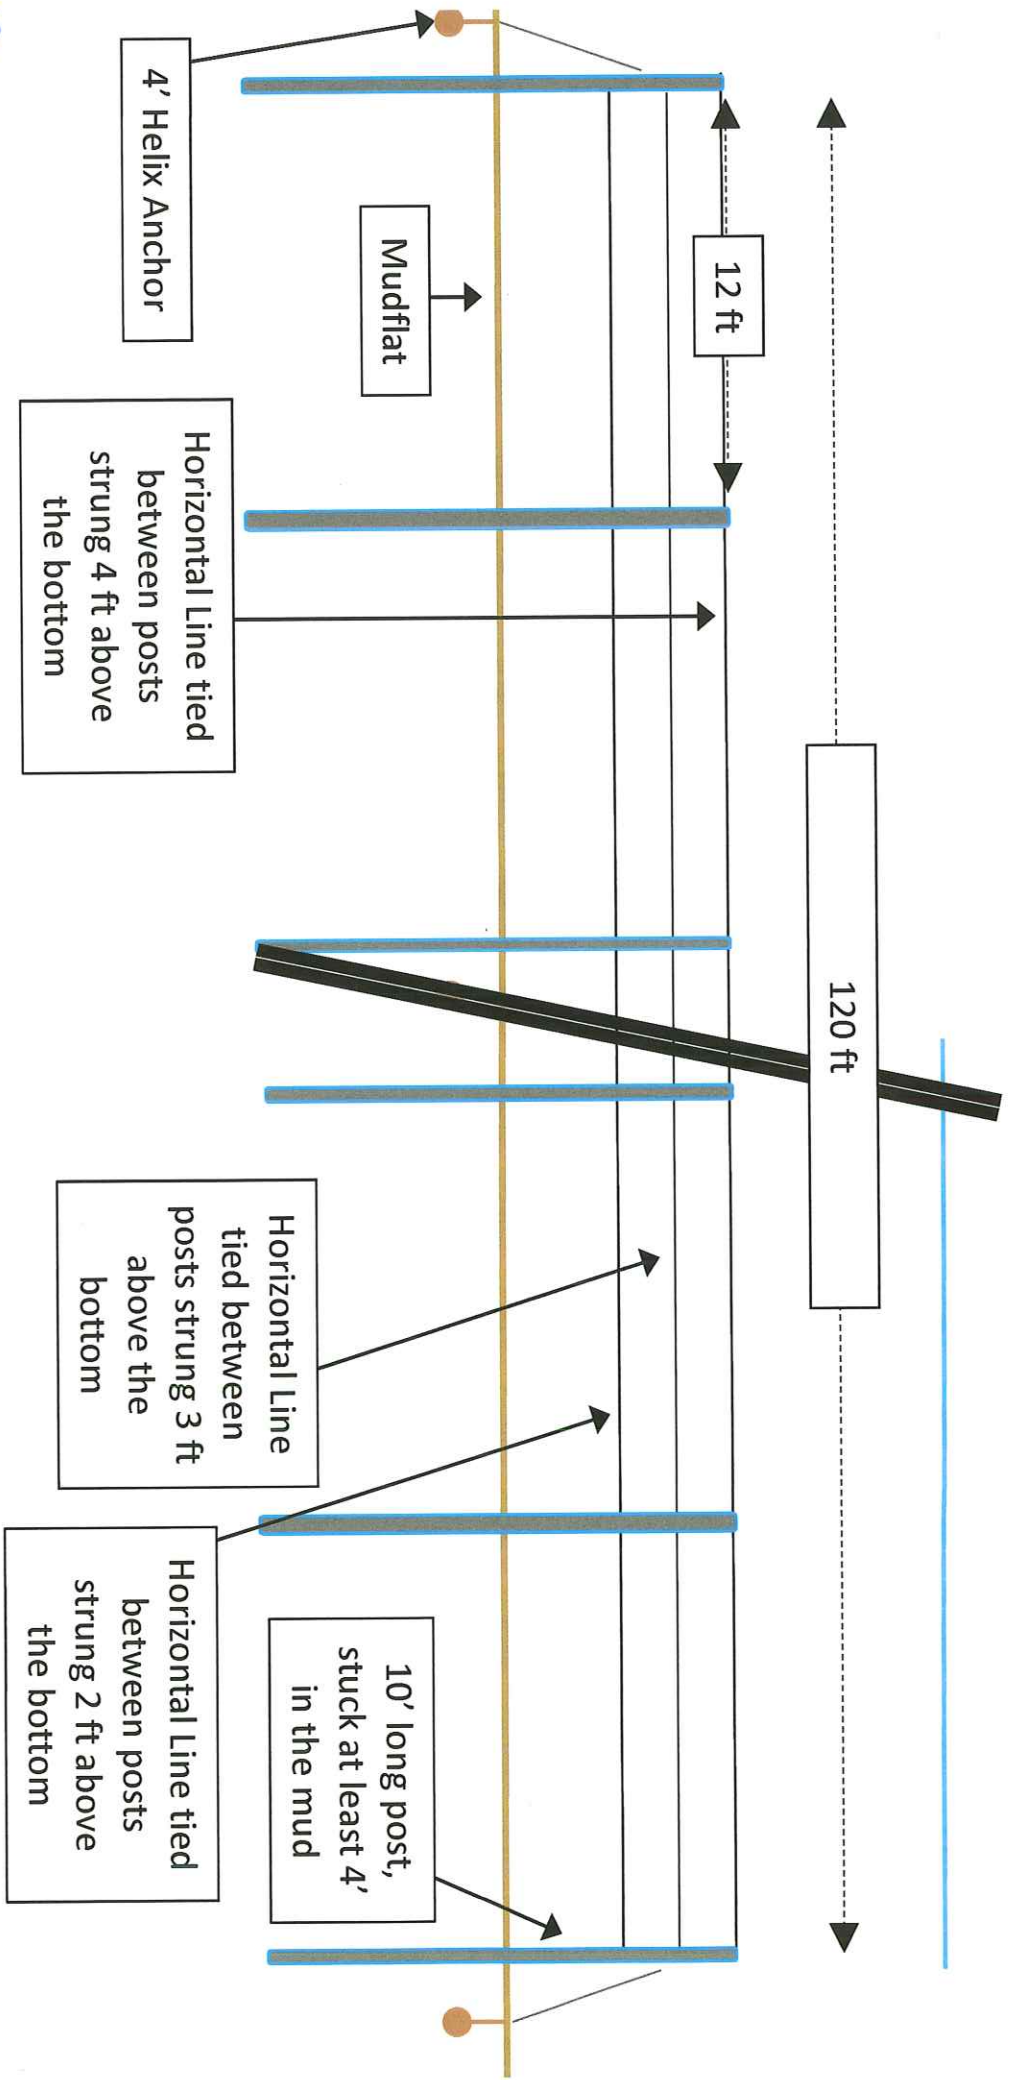 120 ft
12 ft
Mudflat
4' Helix Anchor
Horizontal Line tied
between posts
strung 4 ft above
the bottom
Horizontal Line
tied between
posts strung 3 ft
above the
bottom
Horizontal Line tied
between posts
strung 2 ft above
the bottom
10' long post,
stuck at least 4'
in the mud